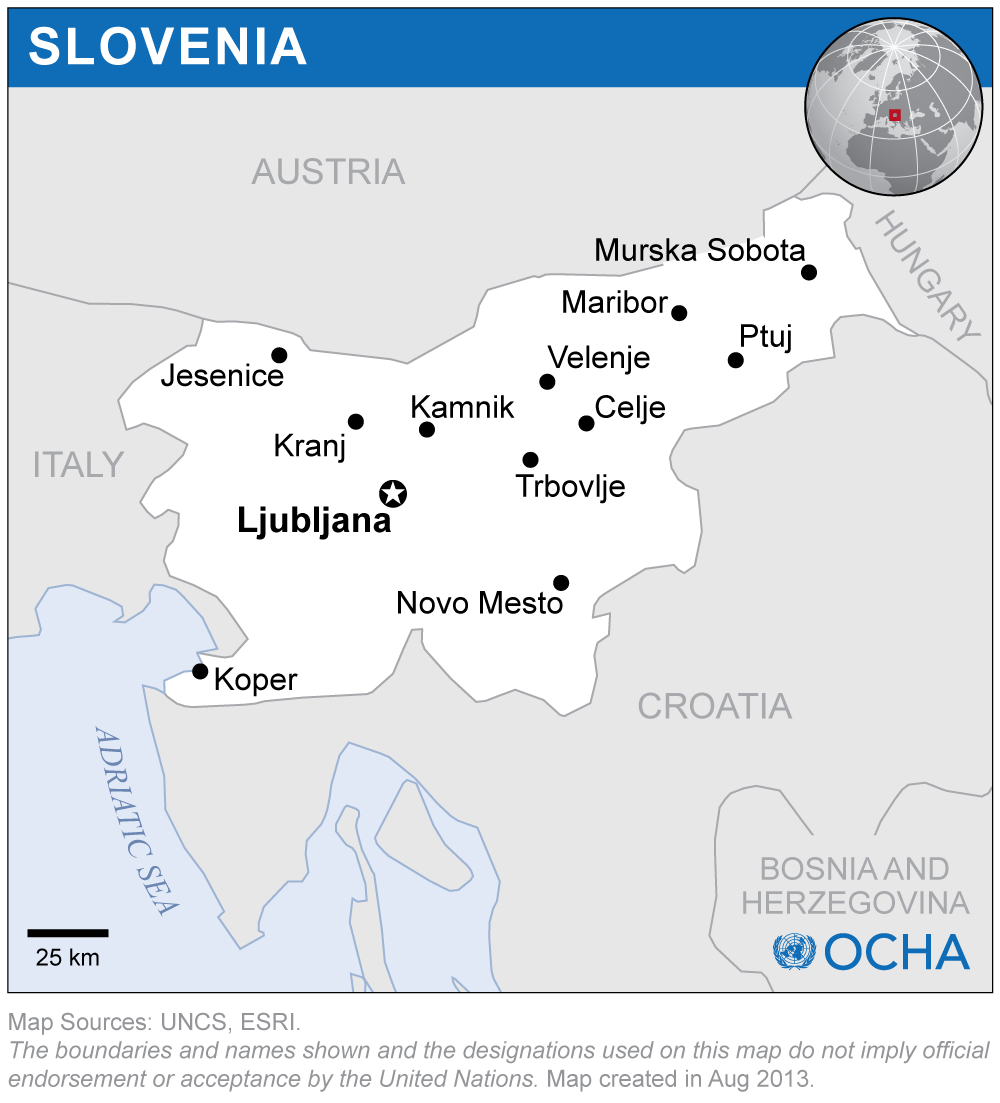 SLOVENIA
AUSTRIA
HUNGARY
Murska Sobota
Maribor
Ptuj
Velenje
Jesenice
Kamnik
Celje
Kranj
ITALY
Trbovlje
Ljubljana
Novo Mesto
Koper
CROATIA
ADRIATIC SEA
BOSNIA AND
HERZEGOVINA
25 km
OCHA
Map Sources: UNCS, ESRI.
The boundaries and names shown and the designations used on this map do not imply official
endorsement or acceptance by the United Nations. Map created in Aug 2013.